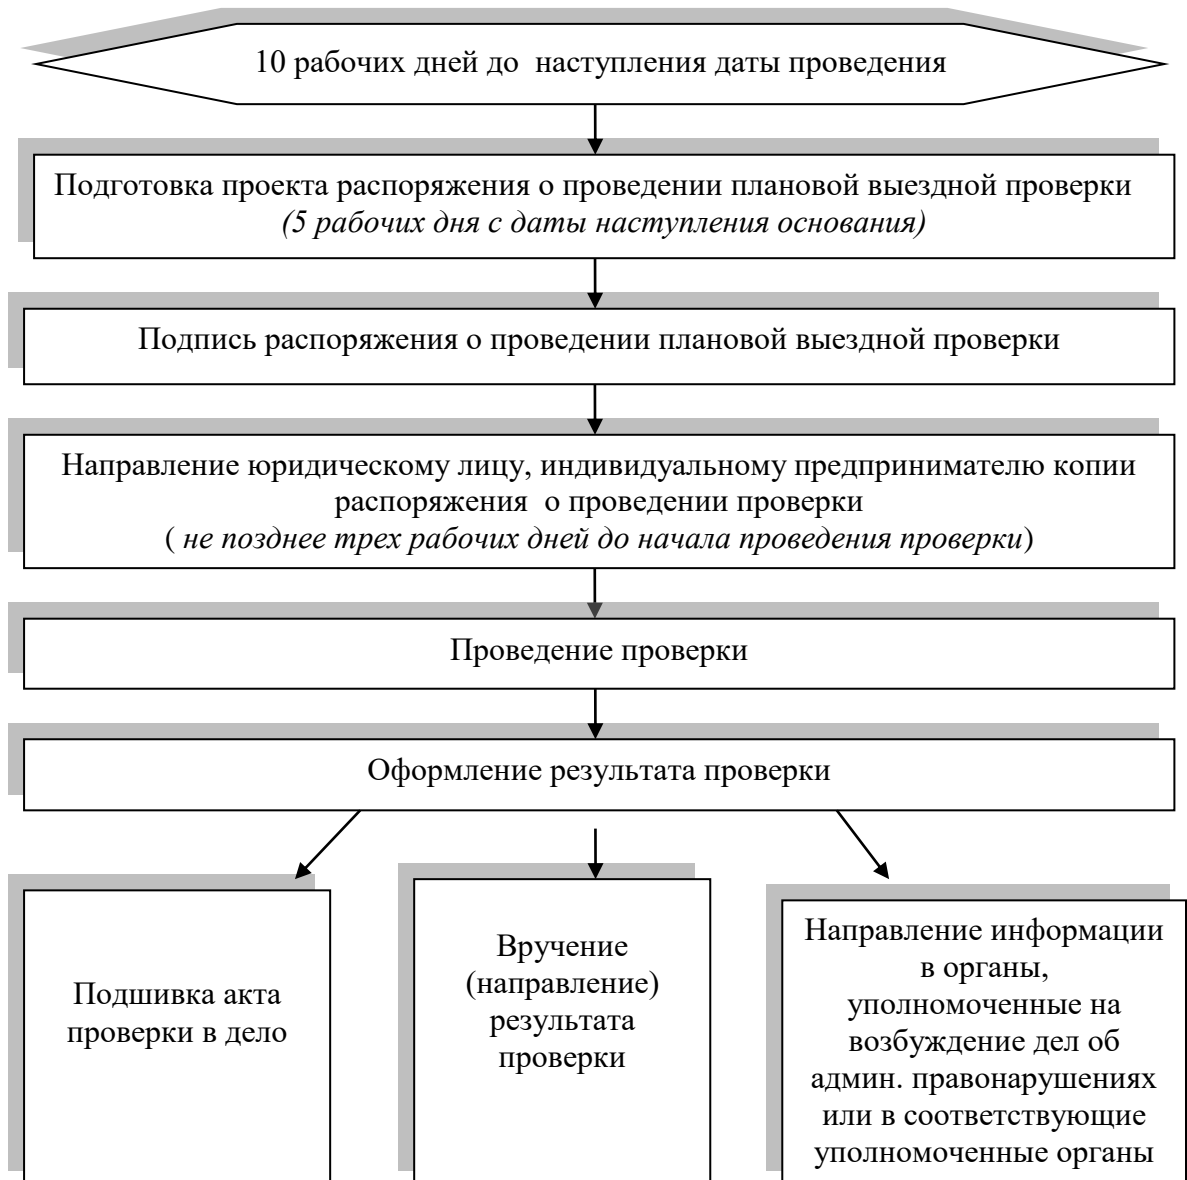 10 рабочих дней до  наступления даты проведения
Подготовка проекта распоряжения о проведении плановой выездной проверки
(5 рабочих дня с даты наступления основания)
Подпись распоряжения о проведении плановой выездной проверки
Направление юридическому лицу, индивидуальному предпринимателю копии
распоряжения  о проведении проверки
( не позднее трех рабочих дней до начала проведения проверки)
Проведение проверки
Оформление результата проверки
Подшивка акта
проверки в дело
Вручение
(направление)
результата
проверки
Направление информации
в органы,
уполномоченные на
возбуждение дел об
админ. правонарушениях
или в соответствующие
уполномоченные органы